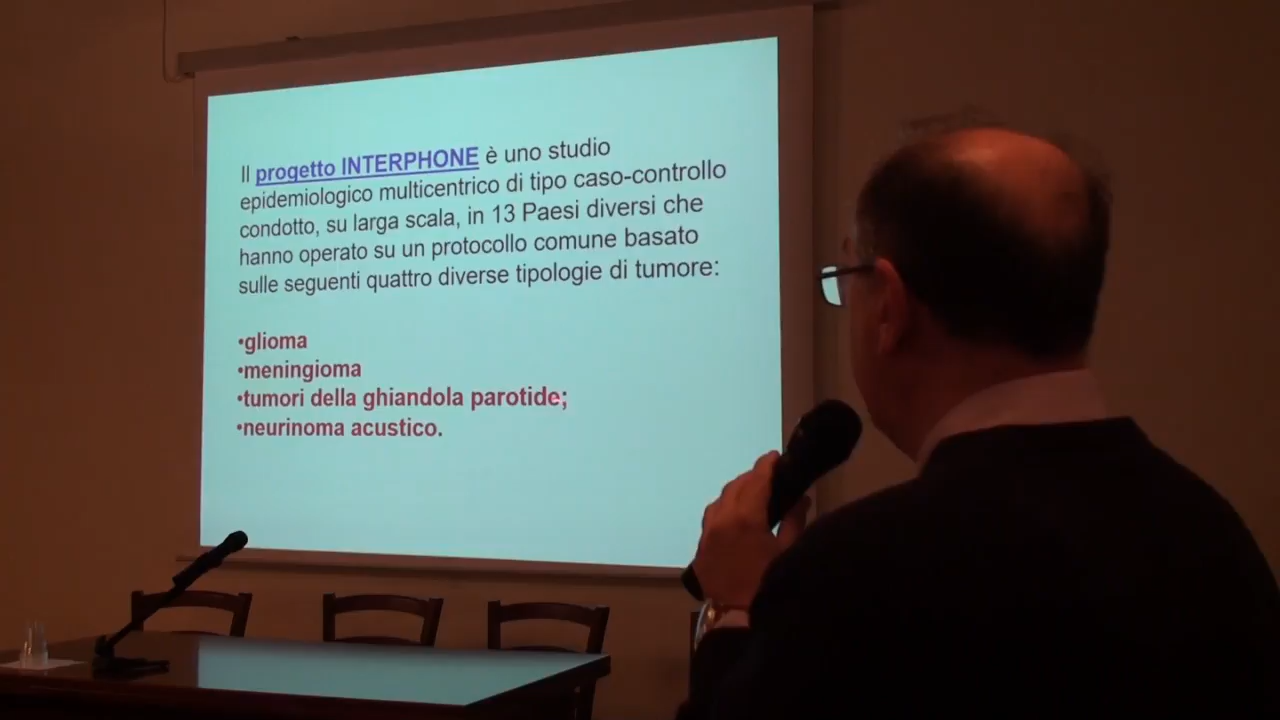 Il progetto INTERPHONE è uno studio
epidemiologico multicentrico di tipo caso-controllo
condotto, su larga scala, in 13 Paesi diversi che
hanno operato su un protocollo comune basato
sulle seguenti quattro diverse tipologie di tumore:
•glioma
•meningioma
•tumori della ghiandola parotide;
•neurinoma acustico.